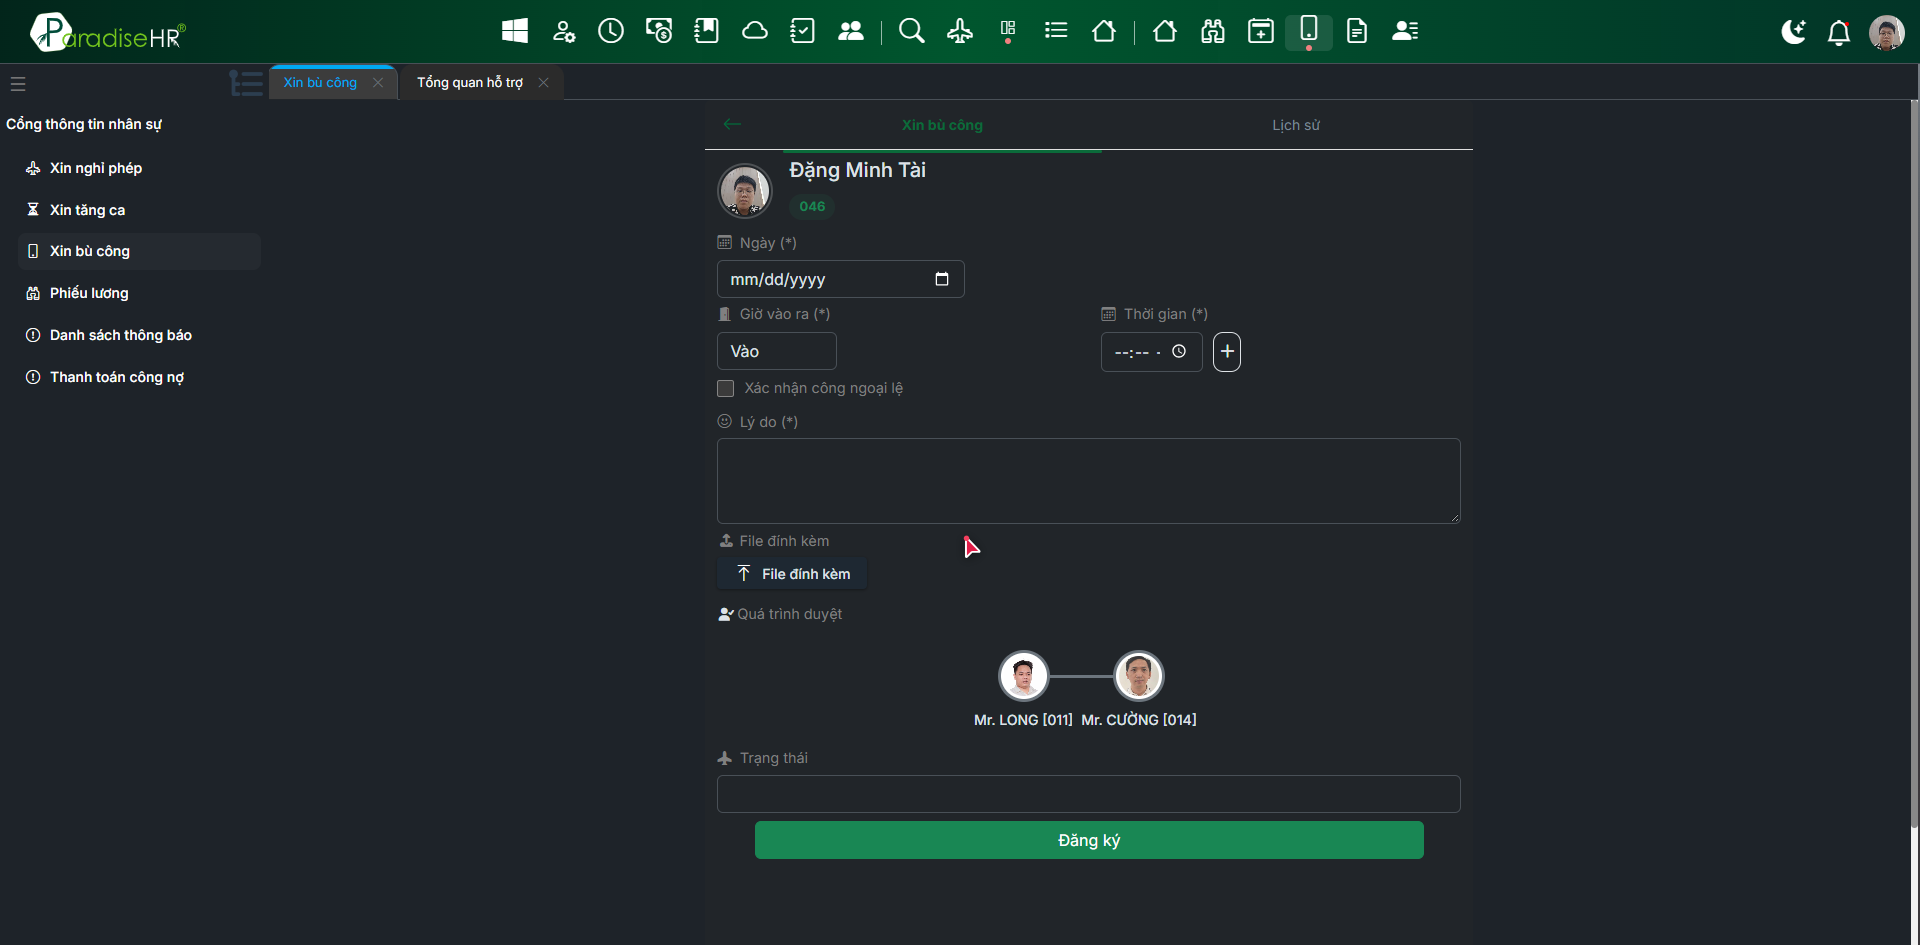 ParadiseHR®
Xin bù công
Tổng quan hỗ trợ
Cổng thông tin nhân sự
Xin nghỉ phép
Xin tăng ca
Xin bù công
Phiếu lương
Danh sách thông báo
Thanh toán công nợ
Xin bù công
Lịch sử
Đặng Minh Tài
046
Ngày (*)
mm/dd/yyyy
Giờ vào ra (*)
Thời gian (*)
Vào
--:-- -
+
Xác nhận công ngoại lệ
Lý do (*)
File đính kèm
File đính kèm
Quá trình duyệt
Mr. LONG [011]
Mr. CƯỜNG [014]
Trạng thái
Đăng ký